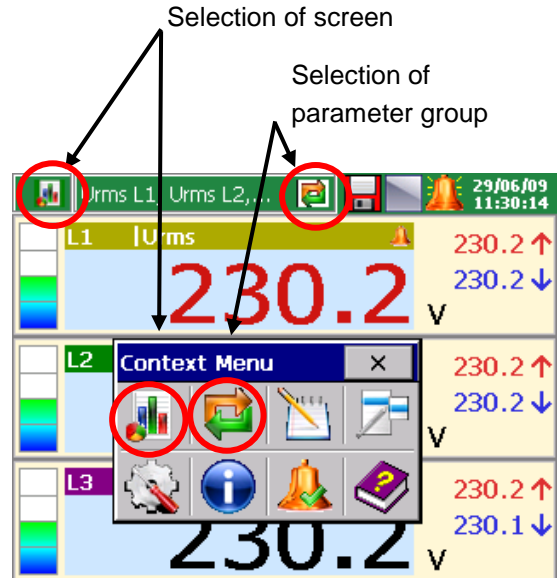 Selection of screen
Selection of
parameter group
Urms L1, Urms L2,...
29/06/09
11:30:14
L1 Urms
230.2
230.2
230.2
V
L2
Context Menu
230.2
230.2
V
L3
230.2
230.2
230.1
V